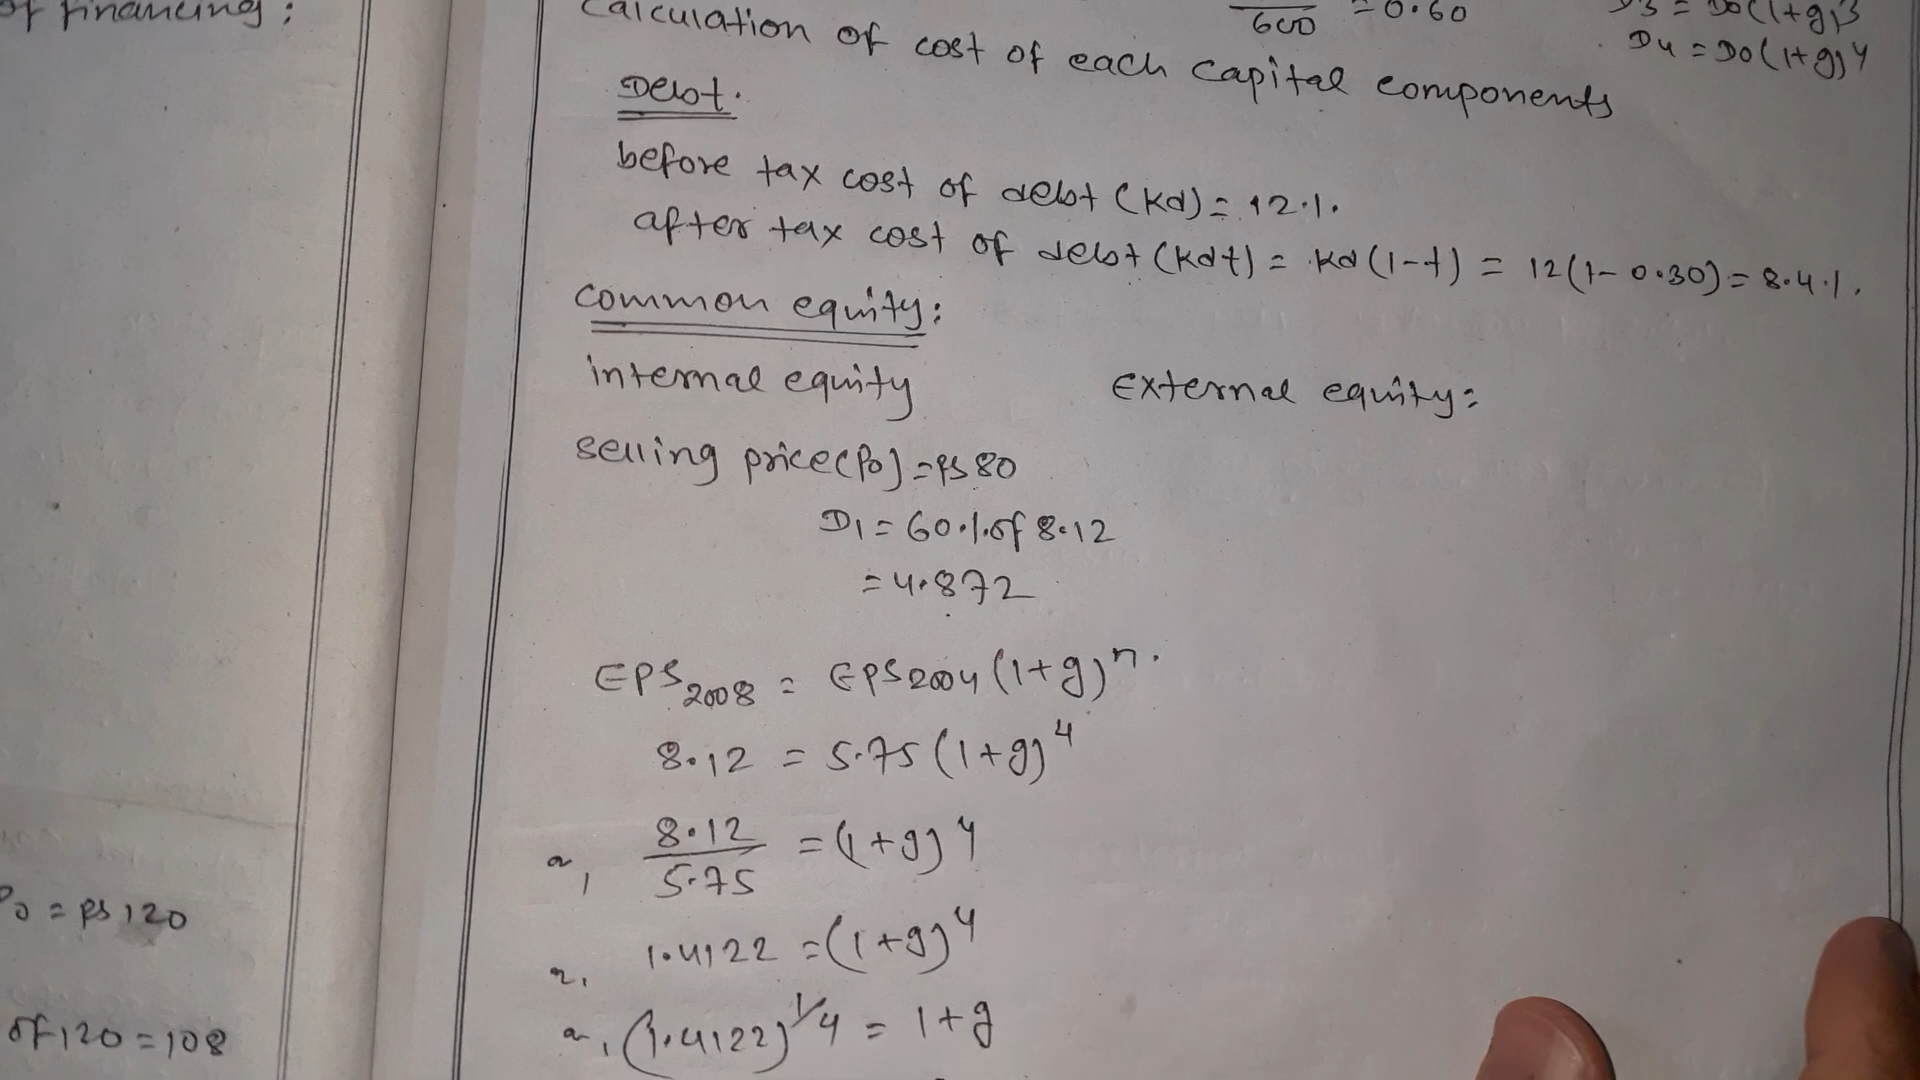 of financing:
P0 = Rs 120
of 120 = 108
600 = 0.60
D3 = D0(1+g)3
D4 = D0(1+g)4
Calculation of cost of each capital components
Debt.
before tax cost of debt (Kd) = 12%.
after tax cost of debt (Kdt) = Kd (1-t) = 12(1-0.30) = 8.4%.
common equity:
internal equity
External equity:
selling price (P0) = Rs 80
D1 = 60% of 8.12
= 4.872
EPS2008 = EPS2004 (1+g)n.
8.12 = 5.75 (1+g)4
8.12
5.75 = (1+g)4
1.4122 = (1+g)4
(1.4122)1/4 = 1+g